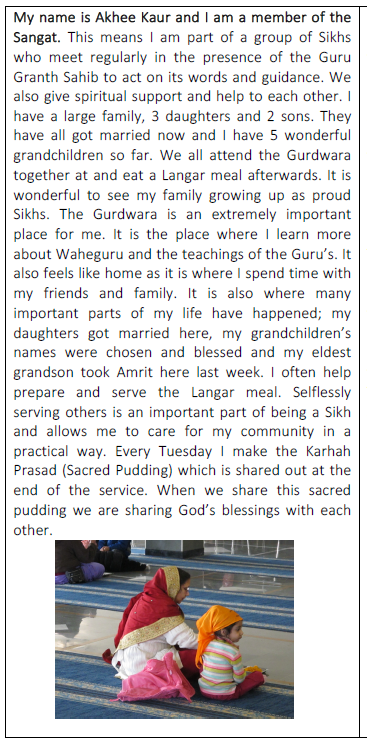 My name is Akhee Kaur and I am a member of the
Sangat. This means I am part of a group of Sikhs
who meet regularly in the presence of the Guru
Granth Sahib to act on its words and guidance. We
also give spiritual support and help to each other. I
have a large family, 3 daughters and 2 sons. They
have all got married now and I have 5 wonderful
grandchildren so far. We all attend the Gurdwara
together at and eat a Langar meal afterwards. It is
wonderful to see my family growing up as proud
Sikhs. The Gurdwara is an extremely important
place for me. It is the place where I learn more
about Waheguru and the teachings of the Guru's. It
also feels like home as it is where I spend time with
my friends and family. It is also where many
important parts of my life have happened; my
daughters got married here, my grandchildren's
names were chosen and blessed and my eldest
grandson took Amrit here last week. I often help
prepare and serve the Langar meal. Selflessly
serving others is an important part of being a Sikh
and allows me to care for my community in a
practical way. Every Tuesday I make the Karhah
Prasad (Sacred Pudding) which is shared out at the
end of the service. When we share this sacred
pudding we are sharing God's blessings with each
other.